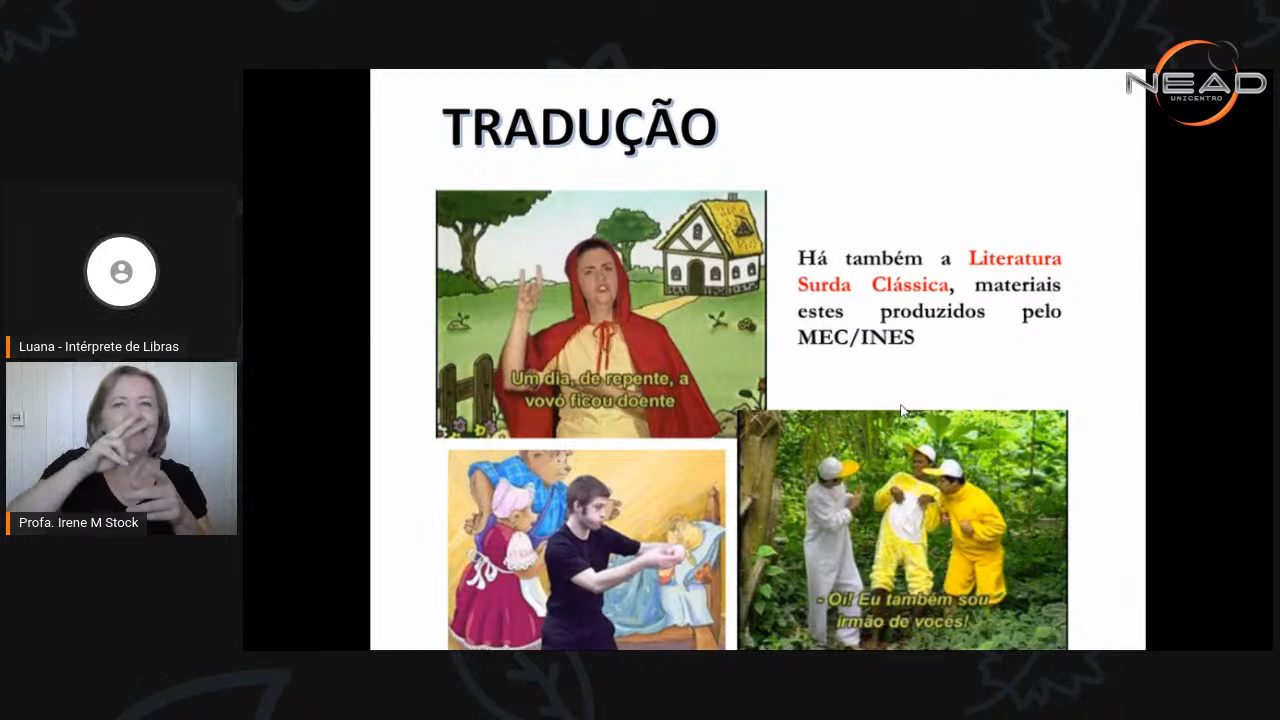 NEAD
UNICENTRO
TRADUÇÃO
Há também a Literatura
Surda Clássica, materiais
estes produzidos pelo
MEC/INES
Um dia, de repente, a
vovó ficou doente
Luana - Intérprete de Libras
Profa. Irene M Stock
- Oi! Eu também sou
irmão de vocês!